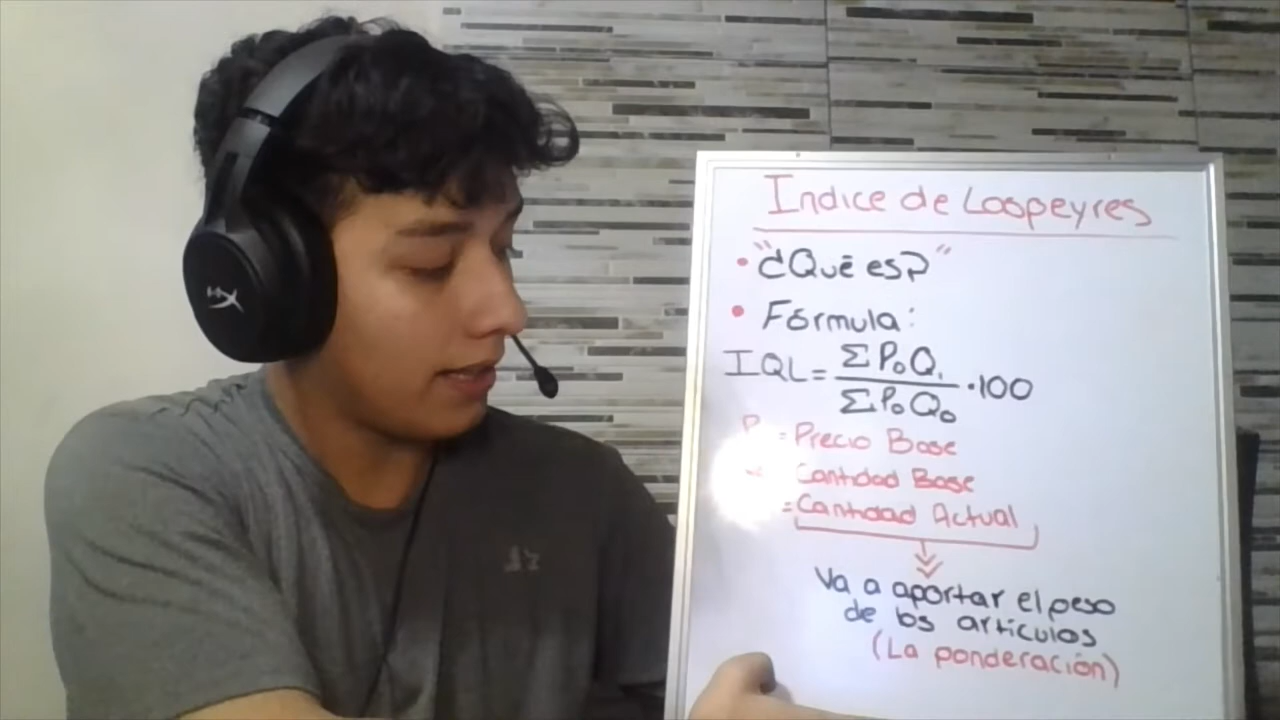 Indice de Laspeyres
• "¿Qué es?"
• Fórmula:
IQL = ΣP₀Q₁ / ΣP₀Q₀ · 100
P = Precio Base
Cantidad Base
= Cantidad Actual
Va a aportar el peso
de los artículos
(La ponderación)